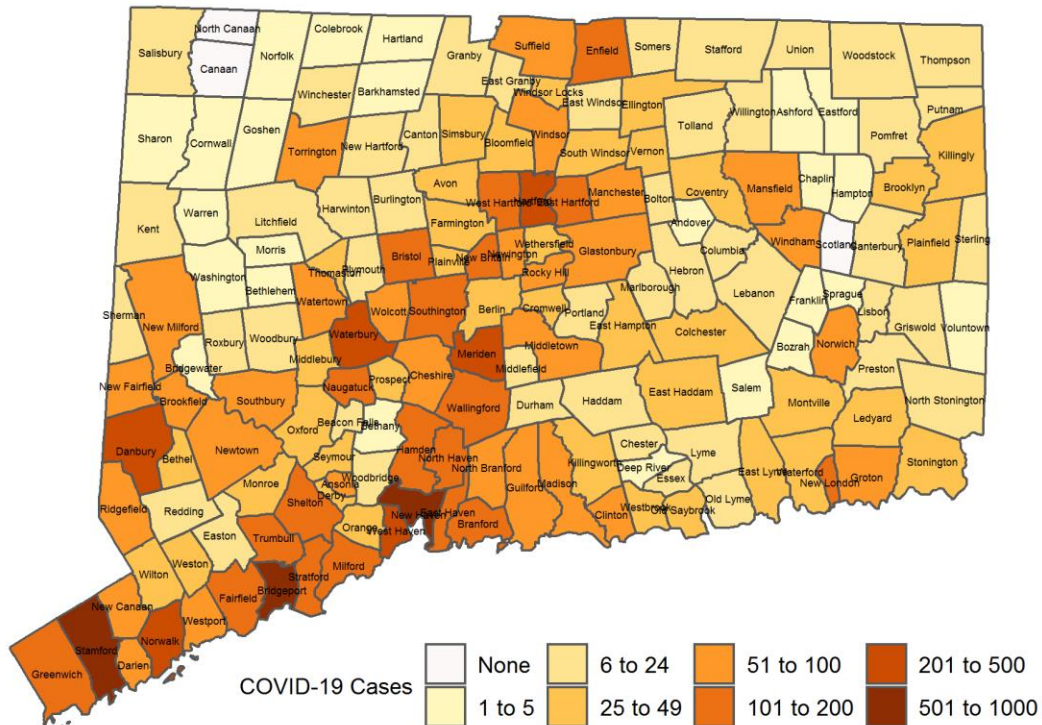 North Canaan
Colebrook
Hartland
Suffield
Enfield
Somers
Stafford
Union
Woodstock
Thompson
Salisbury
Canaan
Norfolk
Granby
East Granby
Windsor Locks
Winchester
Barkhamsted
East Windsor
Ellington
Willington
Ashford
Eastford
Putnam
Pomfret
Sharon
Cornwall
Goshen
Torrington
New Hartford
Canton
Simsbury
Bloomfield
Windsor
South Windsor
Vernon
Tolland
Killingly
Avon
West Hartford
Hartford
East Hartford
Manchester
Bolton
Coventry
Mansfield
Chaplin
Hampton
Brooklyn
Kent
Warren
Litchfield
Harwinton
Burlington
Farmington
Andover
Windham
Scotland
Canterbury
Plainfield
Sterling
Morris
Bristol
Plainville
New Britain
Newington
Wethersfield
Glastonbury
Columbia
Hebron
Washington
Bethlehem
Thomaston
Plymouth
Rocky Hill
Marlborough
Lebanon
Franklin
Sprague
Lisbon
Griswold
Voluntown
Sherman
New Milford
Watertown
Wolcott
Southington
Berlin
Cromwell
Portland
East Hampton
Colchester
Bozrah
Norwich
Preston
Roxbury
Woodbury
Waterbury
Middlebury
Meriden
Middletown
Middlefield
Bridgewater
New Fairfield
Brookfield
Southbury
Naugatuck
Prospect
Cheshire
Wallingford
Durham
Haddam
East Haddam
Salem
Montville
Ledyard
North Stonington
Danbury
Bethel
Newtown
Oxford
Beacon Falls
Bethany
Hamden
Seymour
North Haven
North Branford
Guilford
Madison
Killingworth
Chester
Deep River
Essex
Lyme
East Lyme
Waterford
New London
Groton
Stonington
Ridgefield
Redding
Monroe
Ansonia
Derby
Woodbridge
Shelton
Orange
New Haven
West Haven
East Haven
Branford
Clinton
Westbrook
Old Saybrook
Old Lyme
Easton
Trumbull
Milford
Stratford
Wilton
Weston
Fairfield
Bridgeport
New Canaan
Westport
Norwalk
Darien
Stamford
Greenwich
COVID-19 Cases
None
6 to 24
51 to 100
201 to 500
1 to 5
25 to 49
101 to 200
501 to 1000